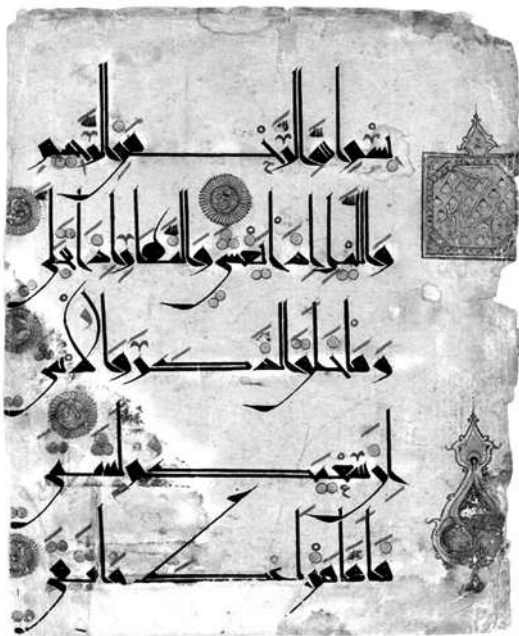 بسم الله الرحمن الرحيم
والليل اذا يغشى والنهار اذا تجلى
وما خلق الذكر والانثى
ان سعيكم لشتى
فاما من اعطى واتقى